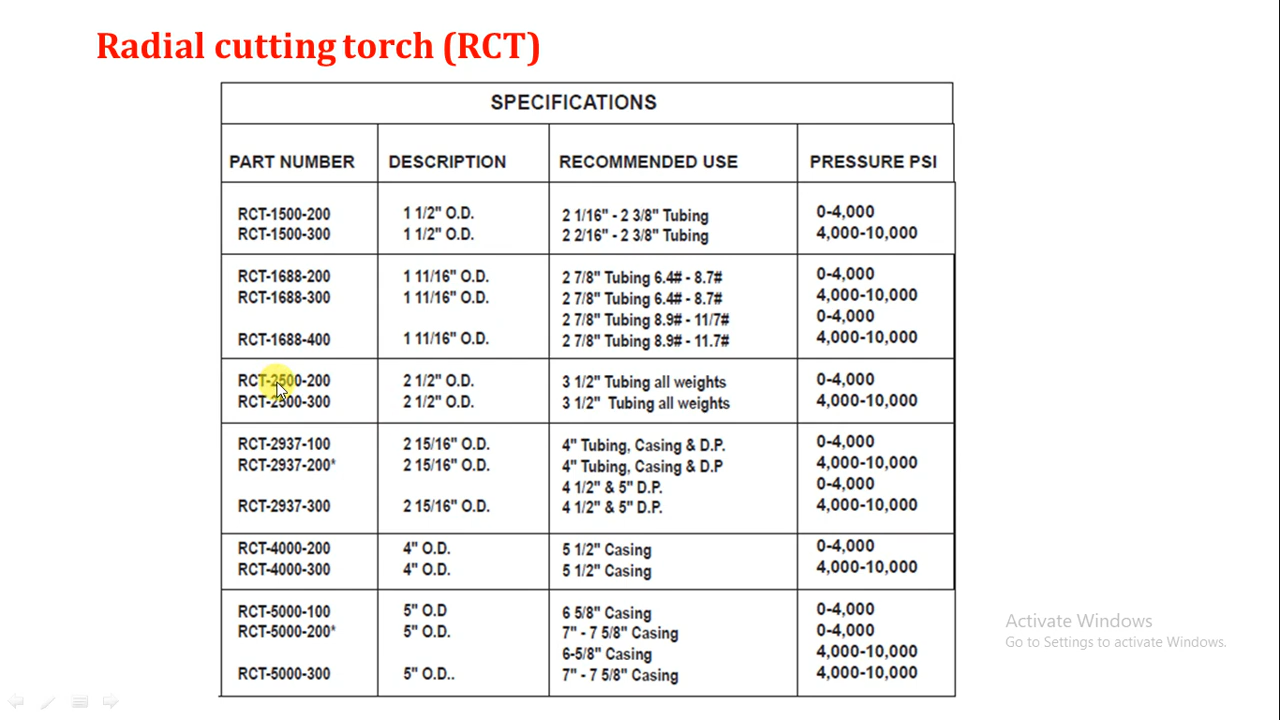 Radial cutting torch (RCT)
SPECIFICATIONS
PART NUMBER DESCRIPTION RECOMMENDED USE PRESSURE PSI
RCT-1500-200 1 1/2" O.D. 2 1/16" - 2 3/8" Tubing 0-4,000
RCT-1500-300 1 1/2" O.D. 2 2/16" - 2 3/8" Tubing 4,000-10,000
RCT-1688-200 1 11/16" O.D. 2 7/8" Tubing 6.4# - 8.7# 0-4,000
RCT-1688-300 1 11/16" O.D. 2 7/8" Tubing 6.4# - 8.7# 4,000-10,000
2 7/8" Tubing 8.9# - 11/7# 0-4,000
RCT-1688-400 1 11/16" O.D. 2 7/8" Tubing 8.9# - 11.7# 4,000-10,000
RCT-2500-200 2 1/2" O.D. 3 1/2" Tubing all weights 0-4,000
RCT-2500-300 2 1/2" O.D. 3 1/2" Tubing all weights 4,000-10,000
RCT-2937-100 2 15/16" O.D. 4" Tubing, Casing & D.P. 0-4,000
RCT-2937-200* 2 15/16" O.D. 4" Tubing, Casing & D.P 4,000-10,000
4 1/2" & 5" D.P. 0-4,000
RCT-2937-300 2 15/16" O.D. 4 1/2" & 5" D.P. 4,000-10,000
RCT-4000-200 4" O.D. 5 1/2" Casing 0-4,000
RCT-4000-300 4" O.D. 5 1/2" Casing 4,000-10,000
RCT-5000-100 5" O.D 6 5/8" Casing 0-4,000
RCT-5000-200* 5" O.D. 7" - 7 5/8" Casing 0-4,000
6-5/8" Casing 4,000-10,000
RCT-5000-300 5" O.D.. 7" - 7 5/8" Casing 4,000-10,000
Activate Windows
Go to Settings to activate Windows.